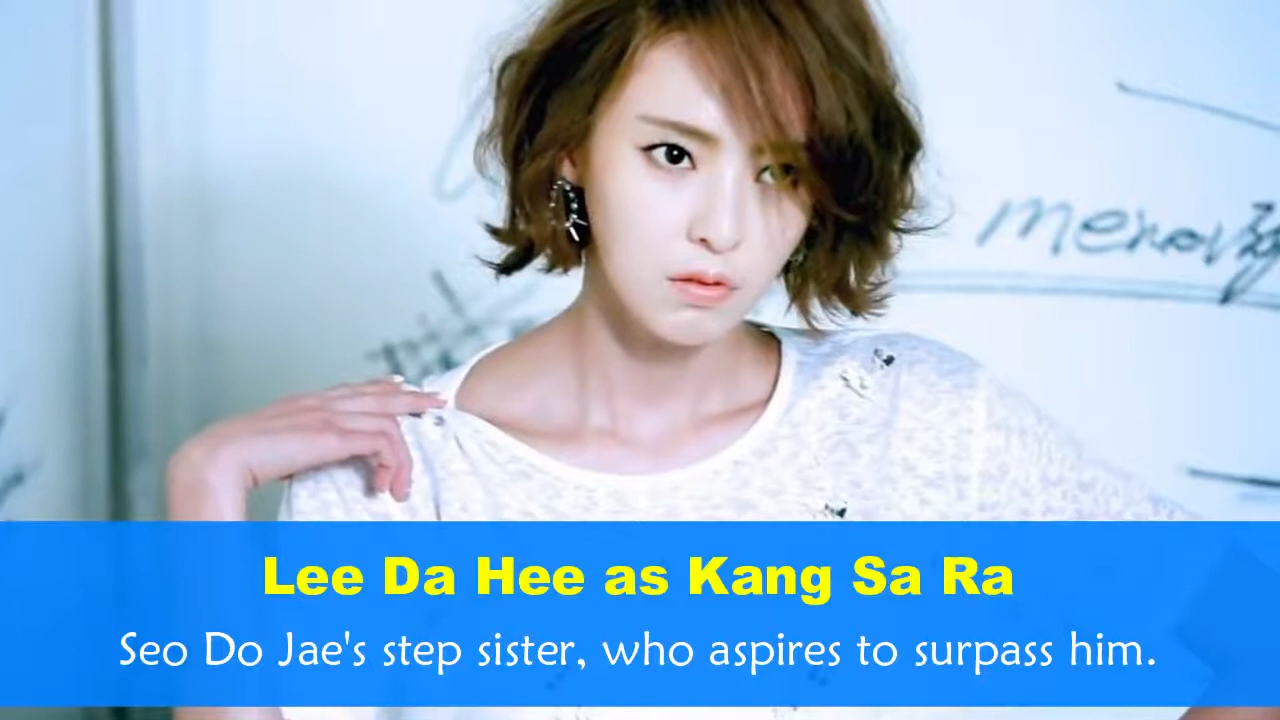 Lee Da Hee as Kang Sa Ra
Seo Do Jae's step sister, who aspires to surpass him.